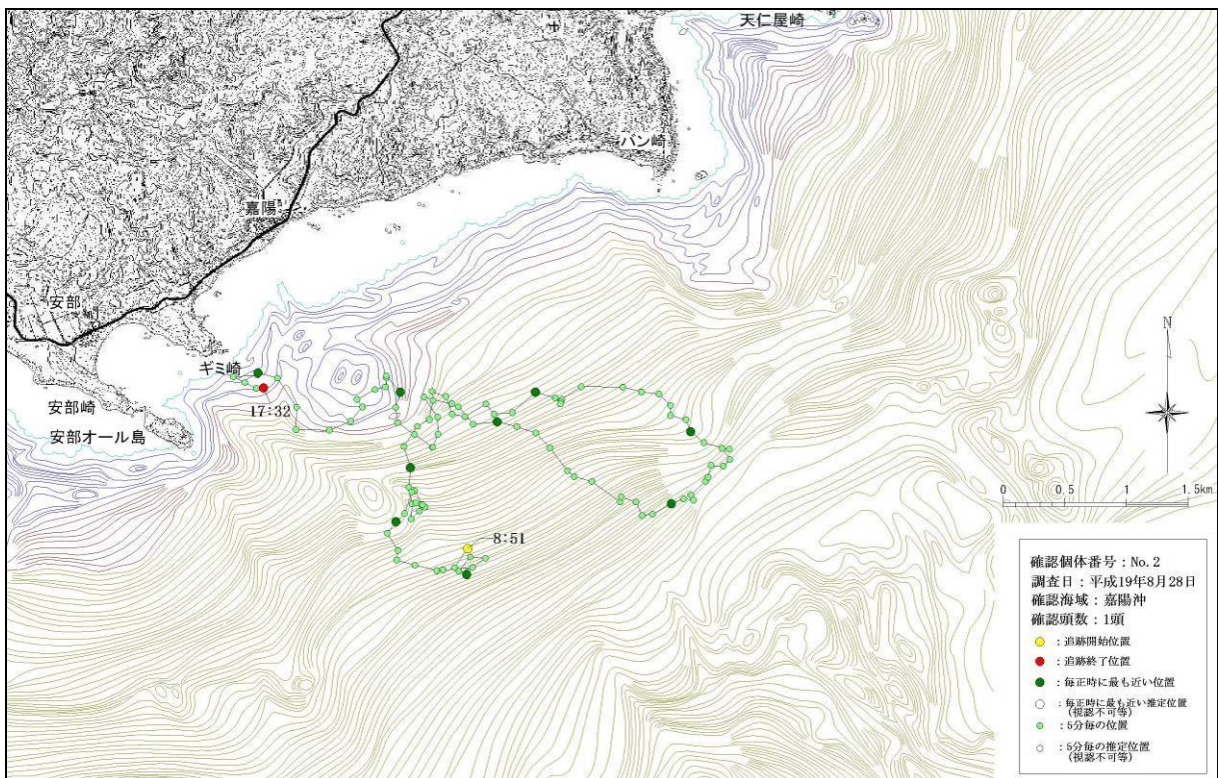 天仁屋崎
バン崎
嘉陽
安部
ギミ崎
17:32
安部崎
安部オール島
8:51
N
0 0.5 1 1.5km
確認個体番号：No.2
調査日：平成19年8月28日
確認海域：嘉陽沖
確認頭数：1頭
：追跡開始位置
：追跡終了位置
：毎正時に最も近い位置
：毎正時に最も近い推定位置
(視認不可等)
：5分毎の位置
：5分毎の推定位置
(視認不可等)